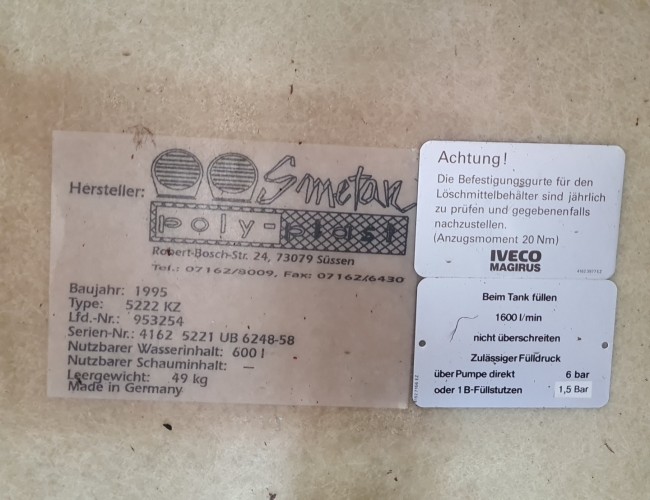 Hersteller:
Smetan
poly-plast
Robert-Bosch-Str. 24, 73079 Süssen
Tel.: 07162/8009, Fax: 07162/6430
Baujahr: 1995
Type: 5222 KZ
Lfd.-Nr.: 953254
Serien-Nr.: 4162 5221 UB 6248-58
Nutzbarer Wasserinhalt: 600 l
Nutzbarer Schauminhalt: —
Leergewicht: 49 kg
Made in Germany
Achtung!
Die Befestigungsgurte für den
Löschmittelbehälter sind jährlich
zu prüfen und gegebenenfalls
nachzustellen.
(Anzugsmoment 20 Nm)
IVECO
MAGIRUS
Beim Tank füllen
1600 l/min
nicht überschreiten
Zulässiger Fülldruck
über Pumpe direkt 6 bar
oder 1 B-Füllstutzen 1,5 Bar